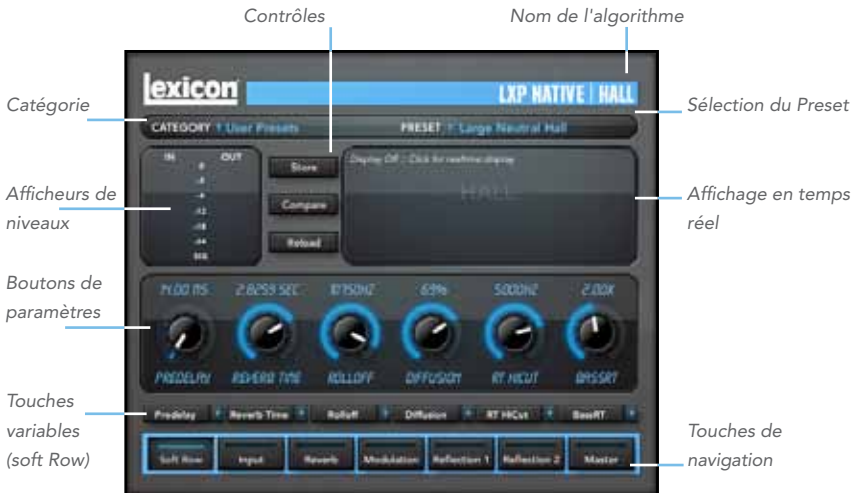 Contrôles
Nom de l'algorithme
lexicon
LXP NATIVE | HALL
Catégorie
Sélection du Preset
CATEGORY User Presets PRESET Large Neutral Hall
IN OUT
Store
Display Off : Click for realtime display
HALL
Compare
Reload
Afficheurs de
niveaux
Affichage en temps
réel
Boutons de
paramètres
14.00 MS 2.8259 SEC 10750HZ 69% 5000HZ 2.00X
PREDELAY REVERB TIME ROLLOFF DIFFUSION RT HICUT BASSRT
Touches
variables
(soft Row)
Predelay Reverb Time Rolloff Diffusion RT HiCut BassRT
Soft Row Input Reverb Modulation Reflection 1 Reflection 2 Master
Touches de
navigation